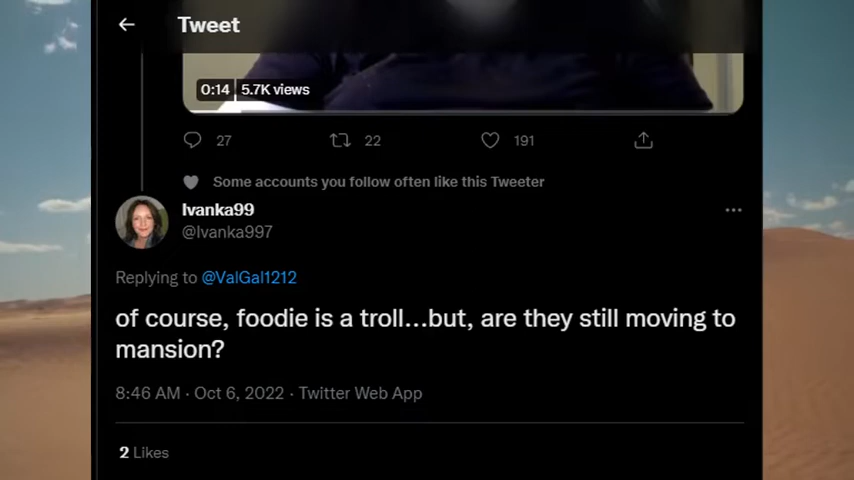 Tweet
0:14 5.7K views
27 22 191
Some accounts you follow often like this Tweeter
Ivanka99
@Ivanka997
Replying to @ValGal1212
of course, foodie is a troll...but, are they still moving to
mansion?
8:46 AM · Oct 6, 2022 · Twitter Web App
2 Likes